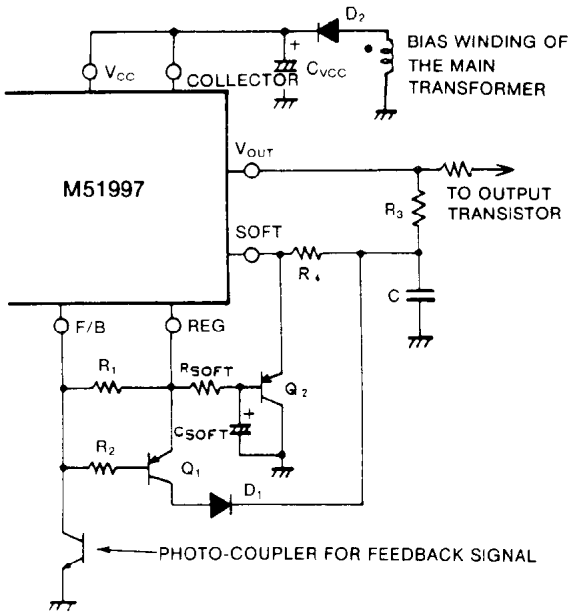 D2
BIAS WINDING OF
THE MAIN
TRANSFORMER
+
VCC
COLLECTOR
CVCC
M51997
VOUT
TO OUTPUT
TRANSISTOR
R3
SOFT
R4
C
F/B
REG
R1
RSOFT
Q2
+
CSOFT
R2
Q1
D1
PHOTO-COUPLER FOR FEEDBACK SIGNAL